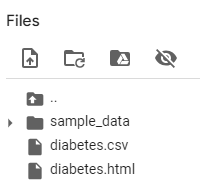 Files
..
sample_data
diabetes.csv
diabetes.html